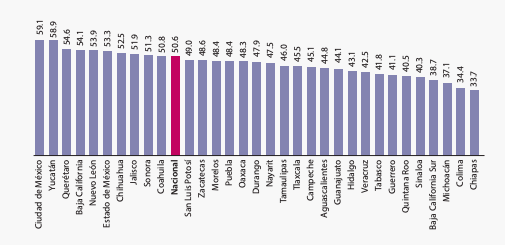 59.1
58.9
54.6
54.1
53.9
53.3
52.5
51.9
51.3
50.8
50.6
49.0
48.6
48.4
48.4
48.3
47.9
47.5
46.0
45.5
45.1
44.8
44.1
43.1
42.5
41.8
41.1
40.5
40.3
38.7
37.1
34.4
33.7
Ciudad de México
Yucatán
Querétaro
Baja California
Nuevo León
Estado de México
Chihuahua
Jalisco
Sonora
Coahuila
Nacional
San Luis Potosí
Zacatecas
Morelos
Puebla
Oaxaca
Durango
Nayarit
Tamaulipas
Tlaxcala
Campeche
Aguascalientes
Guanajuato
Hidalgo
Veracruz
Tabasco
Guerrero
Quintana Roo
Sinaloa
Baja California Sur
Michoacán
Colima
Chiapas